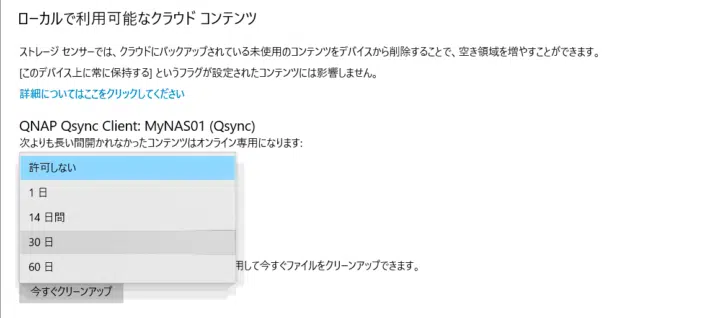 ローカルで利用可能なクラウド コンテンツ
ストレージ センサーでは、クラウドにバックアップされている未使用のコンテンツをデバイスから削除することで、空き領域を増やすことができます。
[このデバイス上に常に保持する] というフラグが設定されたコンテンツには影響しません。
詳細についてはここをクリックしてください
QNAP Qsync Client: MyNAS01 (Qsync)
次よりも長い間開かれなかったコンテンツはオンライン専用になります:
許可しない
1 日
14 日間
30 日
60 日
用して今すぐファイルをクリーンアップできます。
今すぐクリーンアップ